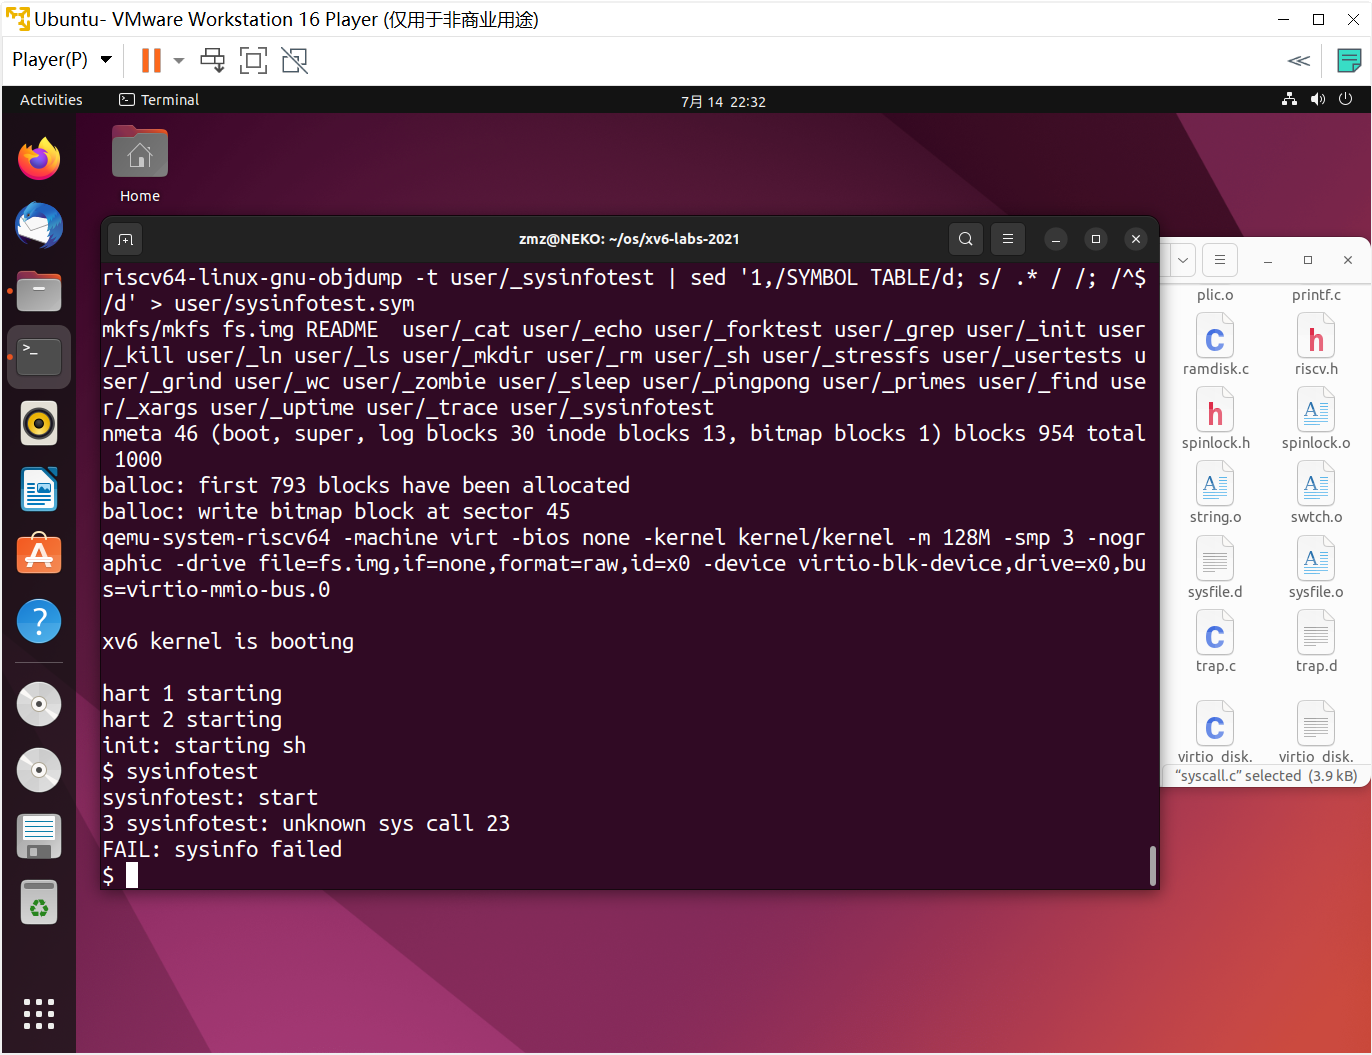 Ubuntu- VMware Workstation 16 Player (仅用于非商业用途)
Player(P)
Activities
Terminal
7月 14 22:32
Home
zmz@NEKO: ~/os/xv6-labs-2021
riscv64-linux-gnu-objdump -t user/_sysinfotest | sed '1,/SYMBOL TABLE/d; s/ .* / /; /^$
/d' > user/sysinfotest.sym
mkfs/mkfs fs.img README  user/_cat user/_echo user/_forktest user/_grep user/_init user
/_kill user/_ln user/_ls user/_mkdir user/_rm user/_sh user/_stressfs user/_usertests u
ser/_grind user/_wc user/_zombie user/_sleep user/_pingpong user/_primes user/_find use
r/_xargs user/_uptime user/_trace user/_sysinfotest
nmeta 46 (boot, super, log blocks 30 inode blocks 13, bitmap blocks 1) blocks 954 total
 1000
balloc: first 793 blocks have been allocated
balloc: write bitmap block at sector 45
qemu-system-riscv64 -machine virt -bios none -kernel kernel/kernel -m 128M -smp 3 -nogr
aphic -drive file=fs.img,if=none,format=raw,id=x0 -device virtio-blk-device,drive=x0,bu
s=virtio-mmio-bus.0
xv6 kernel is booting
hart 1 starting
hart 2 starting
init: starting sh
$ sysinfotest
sysinfotest: start
3 sysinfotest: unknown sys call 23
FAIL: sysinfo failed
$
plic.o
printf.c
ramdisk.c
riscv.h
spinlock.h
spinlock.o
string.o
swtch.o
sysfile.d
sysfile.o
trap.c
trap.d
virtio_disk.
virtio_disk.
“syscall.c” selected (3.9 kB)